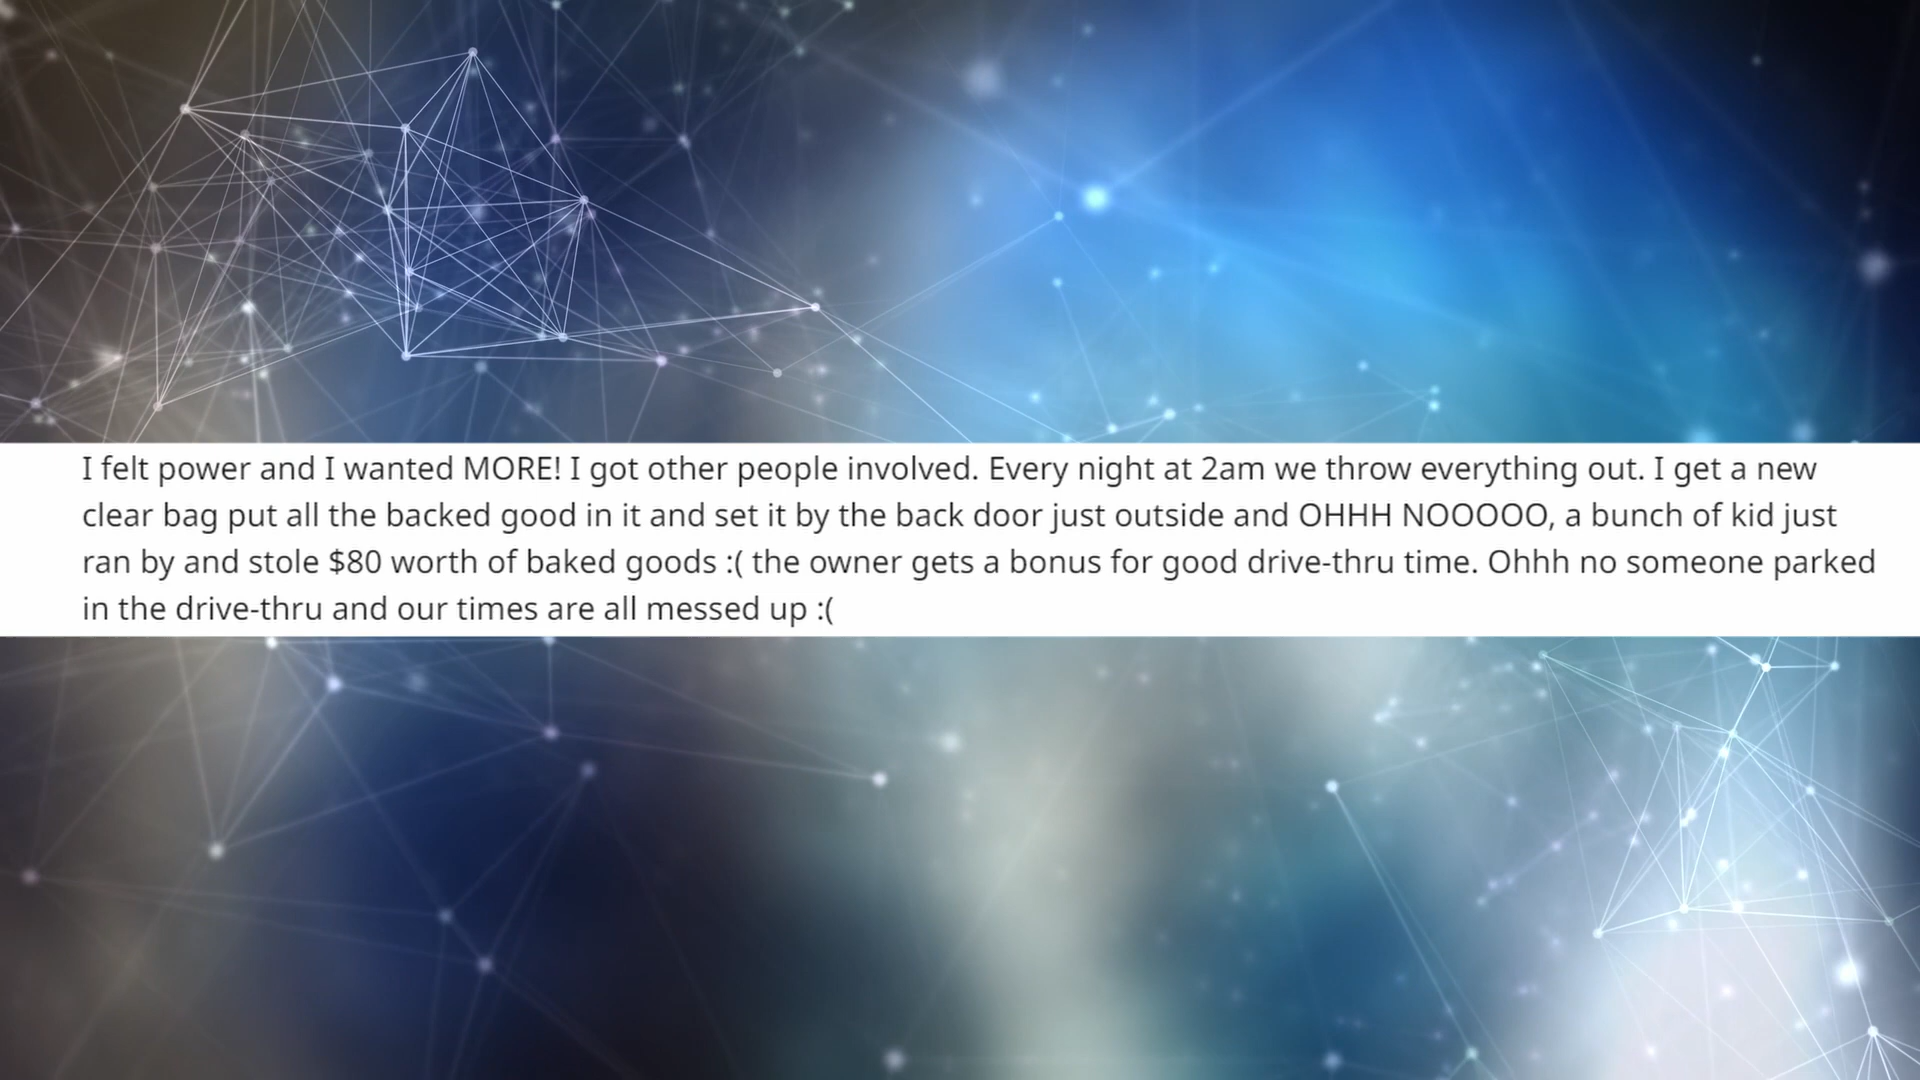 I felt power and I wanted MORE! I got other people involved. Every night at 2am we throw everything out. I get a new
clear bag put all the backed good in it and set it by the back door just outside and OHHH NOOOOO, a bunch of kid just
ran by and stole $80 worth of baked goods :( the owner gets a bonus for good drive-thru time. Ohhh no someone parked
in the drive-thru and our times are all messed up :(